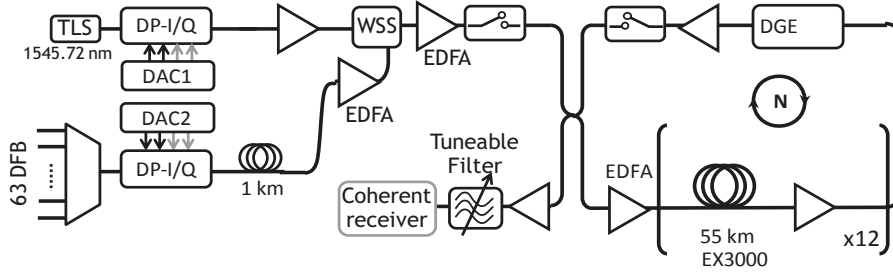 TLS
1545.72 nm
DP-I/Q
DAC1
WSS
EDFA
DGE
N
63 DFB
DAC2
DP-I/Q
1 km
EDFA
Tuneable
Filter
Coherent
receiver
EDFA
55 km
EX3000
x12